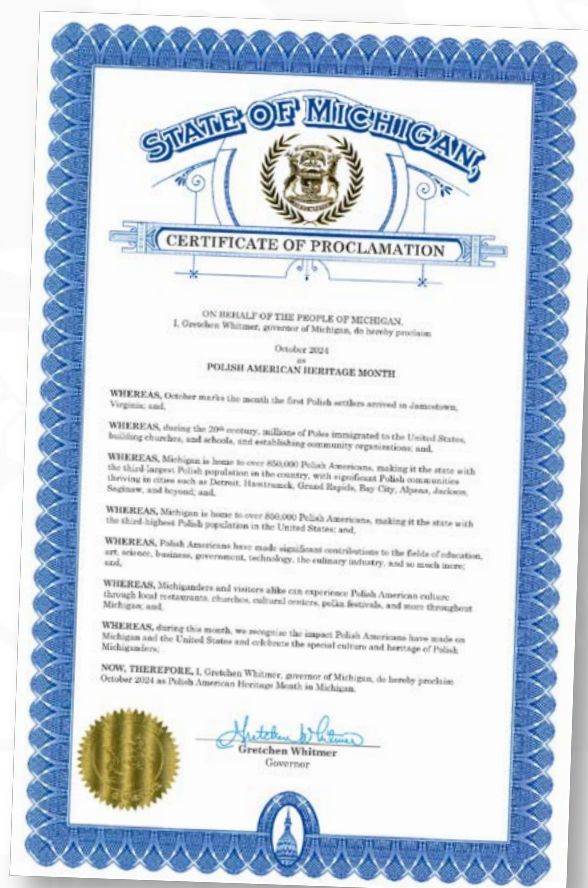 STATE OF MICHIGAN,
CERTIFICATE OF PROCLAMATION
ON BEHALF OF THE PEOPLE OF MICHIGAN,
I, Gretchen Whitmer, governor of Michigan, do hereby proclaim
October 2024
as
POLISH AMERICAN HERITAGE MONTH
WHEREAS, October marks the month the first Polish settlers arrived in Jamestown,
Virginia; and,
WHEREAS, during the 20th century, millions of Poles immigrated to the United States,
building churches, and schools, and establishing community organizations; and,
WHEREAS, Michigan is home to over 850,000 Polish Americans, making it the state with
the third-largest Polish population in the country, with significant Polish communities
thriving in cities such as Detroit, Hamtramck, Grand Rapids, Bay City, Alpena, Jackson,
Saginaw, and beyond; and,
WHEREAS, Michigan is home to over 850,000 Polish Americans, making it the state with
the third-highest Polish population in the United States; and,
WHEREAS, Polish Americans have made significant contributions to the fields of education,
art, science, business, government, technology, the culinary industry, and so much more;
and,
WHEREAS, Michiganders and visitors alike can experience Polish American culture
through local restaurants, churches, cultural centers, polka festivals, and more throughout
Michigan; and,
WHEREAS, during this month, we recognize the impact Polish Americans have made on
Michigan and the United States and celebrate the special culture and heritage of Polish
Michiganders;
NOW, THEREFORE, I, Gretchen Whitmer, governor of Michigan, do hereby proclaim
October 2024 as Polish American Heritage Month in Michigan.
Gretchen Whitmer
Gretchen Whitmer
Governor